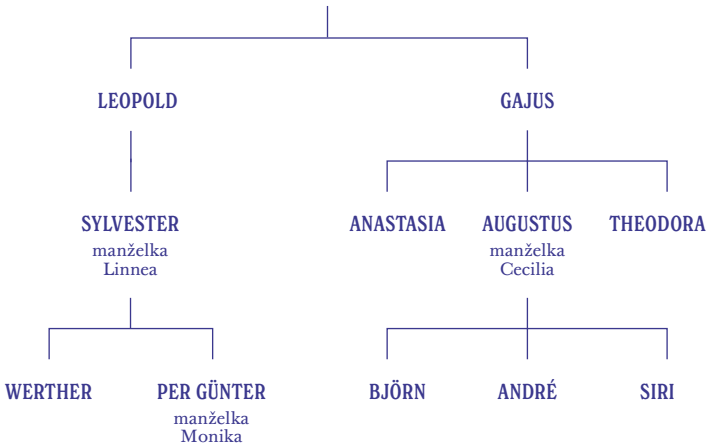 LEOPOLD GAJUS
SYLVESTER ANASTASIA AUGUSTUS THEODORA
manželka manželka
Linnea Cecilia
WERTHER PER GÜNTER BJÖRN ANDRÉ SIRI
manželka
Monika